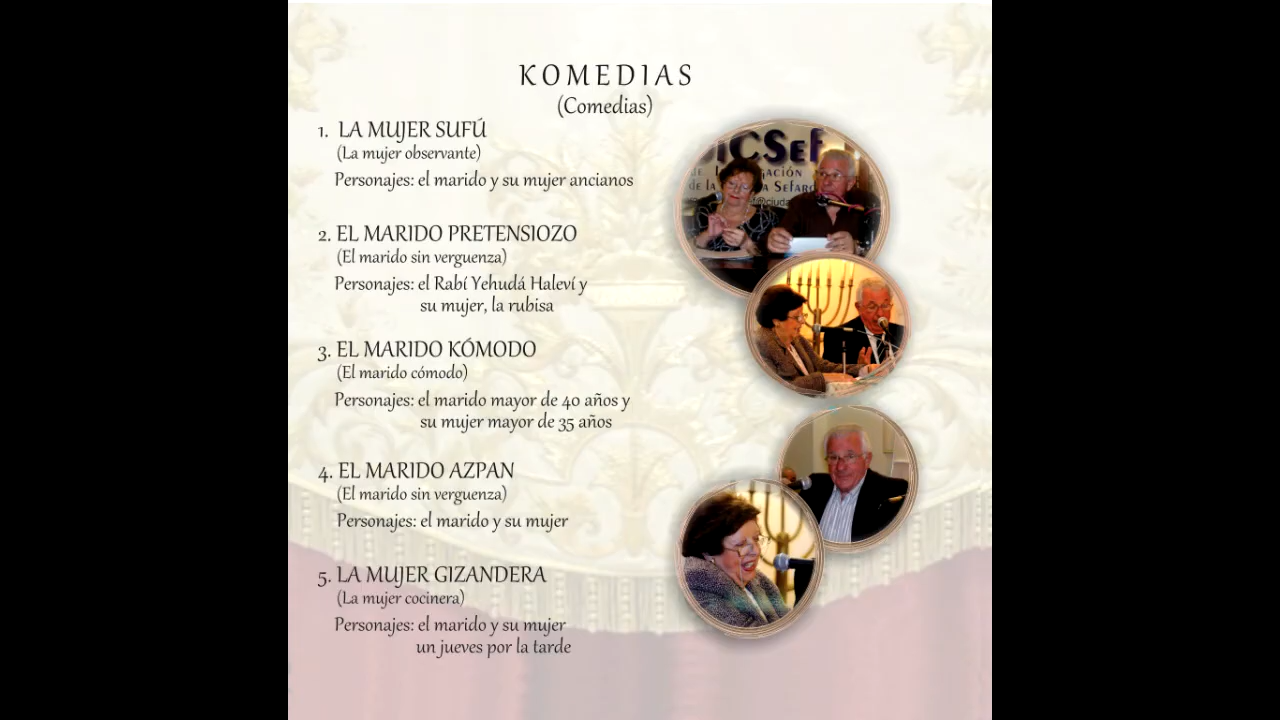 KOMEDIAS
(Comedias)
1. LA MUJER SUFÚ
(La mujer observante)
Personajes: el marido y su mujer ancianos
2. EL MARIDO PRETENSIOZO
(El marido sin verguenza)
Personajes: el Rabí Yehudá Haleví y
su mujer, la rubisa
3. EL MARIDO KÓMODO
(El marido cómodo)
Personajes: el marido mayor de 40 años y
su mujer mayor de 35 años
4. EL MARIDO AZPAN
(El marido sin verguenza)
Personajes: el marido y su mujer
5. LA MUJER GIZANDERA
(La mujer cocinera)
Personajes: el marido y su mujer
un jueves por la tarde
CSEF
de la